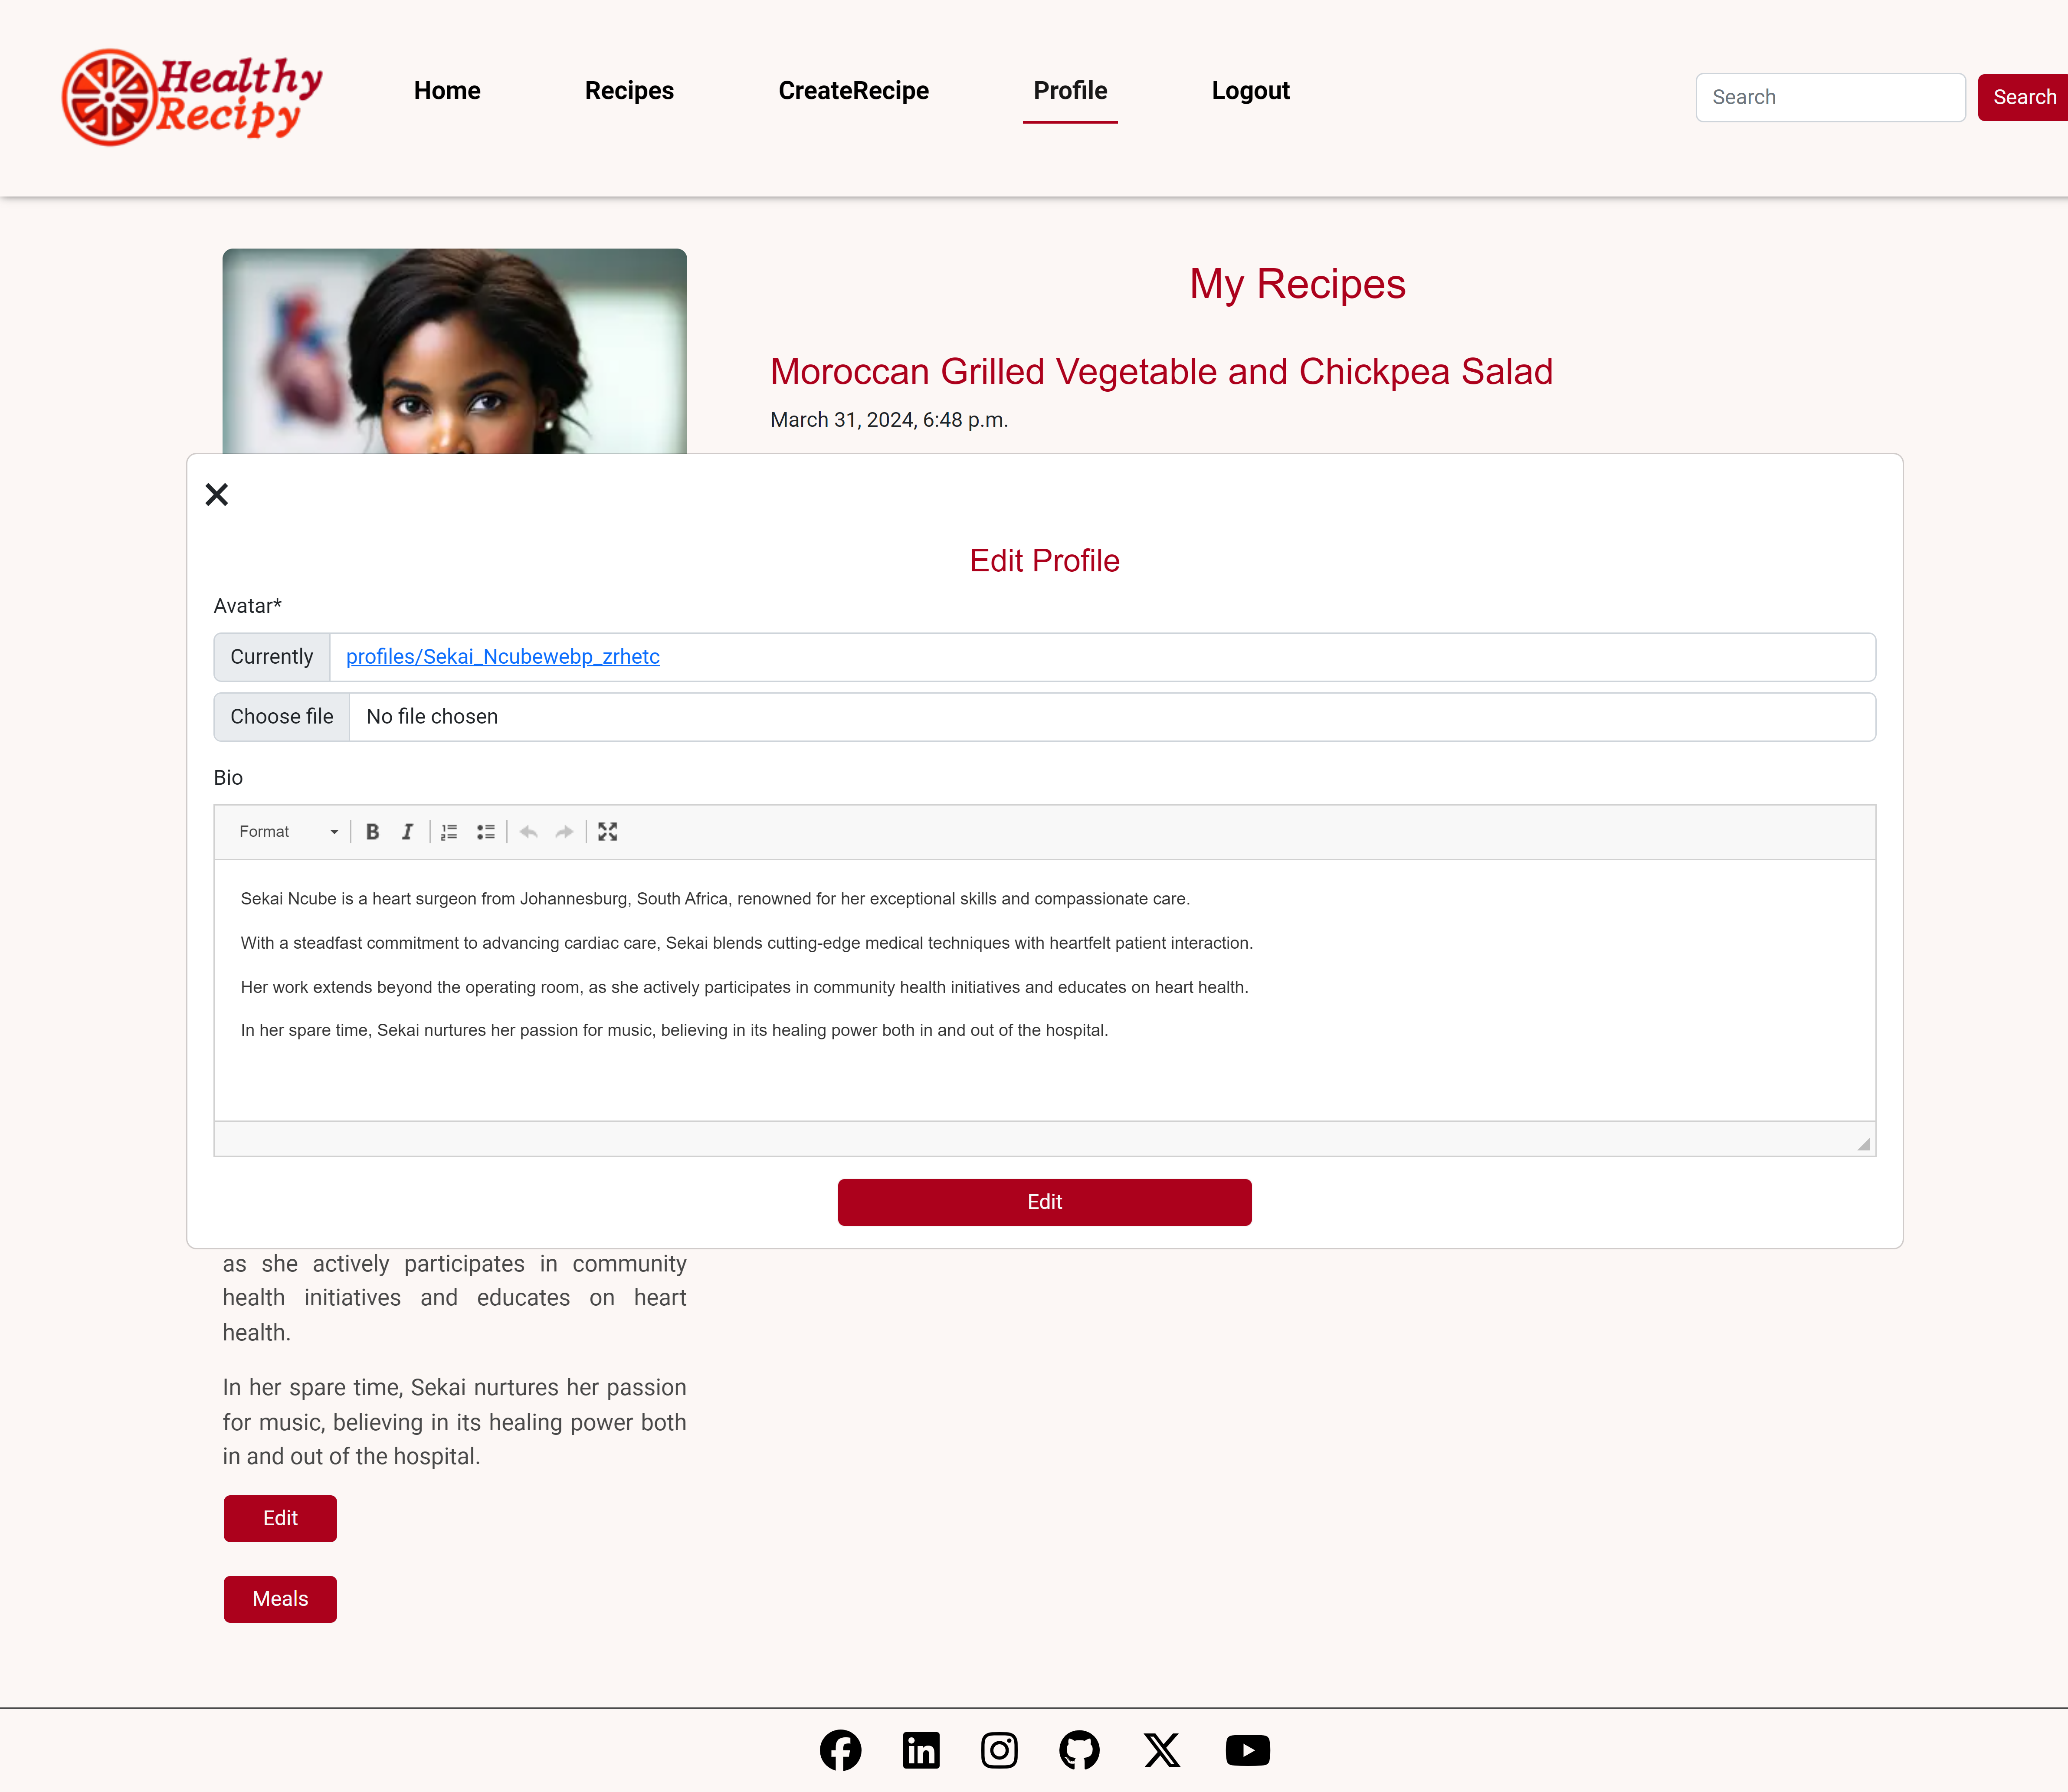 Healthy
Recipy
Home
Recipes
CreateRecipe
Profile
Logout
Search
Search
My Recipes
Moroccan Grilled Vegetable and Chickpea Salad
March 31, 2024, 6:48 p.m.
Edit Profile
Avatar*
Currently
profiles/Sekai_Ncubewebp_zrhetc
Choose file
No file chosen
Bio
Format
Sekai Ncube is a heart surgeon from Johannesburg, South Africa, renowned for her exceptional skills and compassionate care.
With a steadfast commitment to advancing cardiac care, Sekai blends cutting-edge medical techniques with heartfelt patient interaction.
Her work extends beyond the operating room, as she actively participates in community health initiatives and educates on heart health.
In her spare time, Sekai nurtures her passion for music, believing in its healing power both in and out of the hospital.
Edit
as she actively participates in community
health initiatives and educates on heart
health.
In her spare time, Sekai nurtures her passion
for music, believing in its healing power both
in and out of the hospital.
Edit
Meals